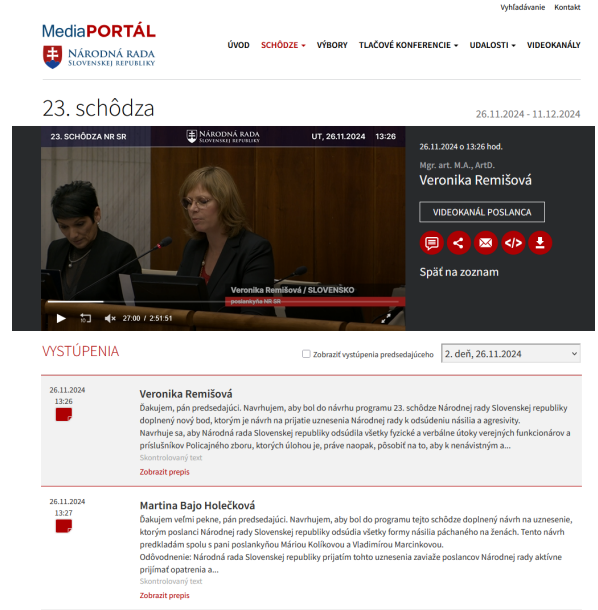 Vyhľadávanie Kontakt
MediaPORTÁL
NÁRODNÁ RADA
SLOVENSKEJ REPUBLIKY
ÚVOD SCHÔDZE VÝBORY TLAČOVÉ KONFERENCIE UDALOSTI VIDEOKANÁLY
23. schôdza
26.11.2024 - 11.12.2024
23. SCHÔDZA NR SR
NÁRODNÁ RADA
SLOVENSKEJ REPUBLIKY
UT, 26.11.2024 13:26
Veronika Remišová / SLOVENSKO
poslankyňa NR SR
10
27:00 / 2:51:51
26.11.2024 o 13:26 hod.
Mgr. art. M.A., ArtD.
Veronika Remišová
VIDEOKANÁL POSLANCA
Späť na zoznam
VYSTÚPENIA
Zobraziť vystúpenia predsedajúceho
2. deň, 26.11.2024
26.11.2024
13:26
Veronika Remišová
Ďakujem, pán predsedajúci. Navrhujem, aby bol do návrhu programu 23. schôdze Národnej rady Slovenskej republiky
doplnený nový bod, ktorým je návrh na prijatie uznesenia Národnej rady k odsúdeniu násilia a agresivity.
Navrhuje sa, aby Národná rada Slovenskej republiky odsúdila všetky fyzické a verbálne útoky verejných funkcionárov a
príslušníkov Policajného zboru, ktorých úlohou je, práve naopak, pôsobiť na to, aby k nenávistným a...
Skontrolovaný text
Zobraziť prepis
26.11.2024
13:27
Martina Bajo Holečková
Ďakujem veľmi pekne, pán predsedajúci. Navrhujem, aby bol do programu tejto schôdze doplnený návrh na uznesenie,
ktorým poslanci Národnej rady Slovenskej republiky odsúdia všetky formy násilia páchaného na ženách. Tento návrh
predkladám spolu s pani poslankyňou Máriou Kolíkovou a Vladimírou Marcinkovou.
Odôvodnenie: Národná rada Slovenskej republiky prijatím tohto uznesenia zaviaže poslancov Národnej rady aktívne
prijímať opatrenia a...
Skontrolovaný text
Zobraziť prepis